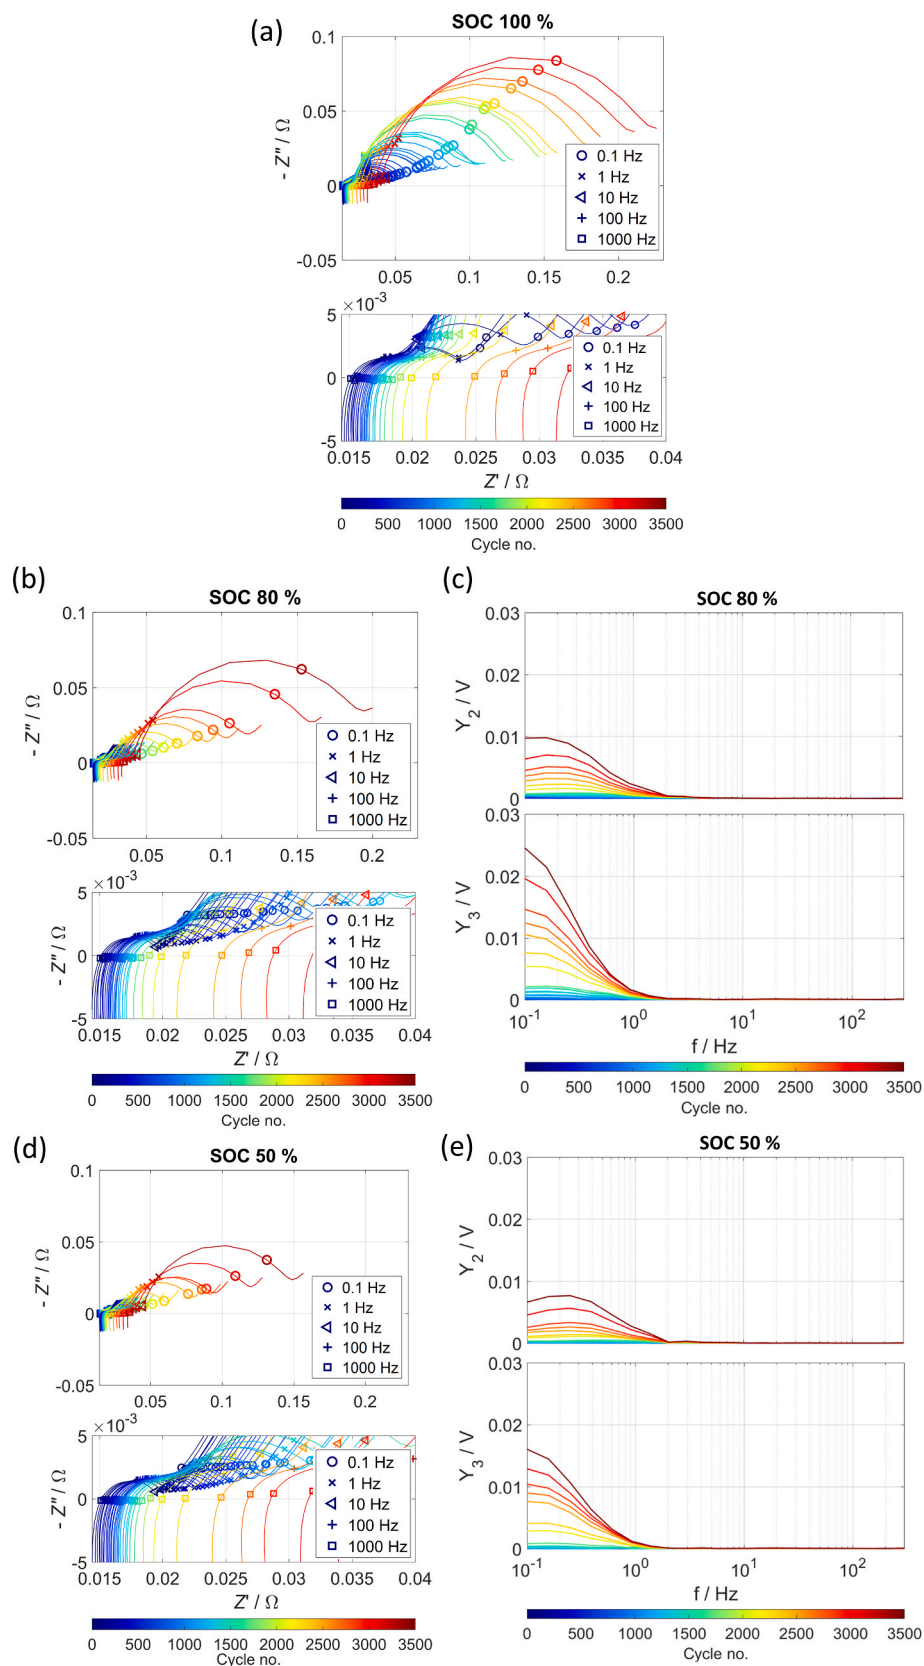 (a)
SOC 100 %
0.1
0.05
0
-0.05
- Z" / Ω
0.05 0.1 0.15 0.2
0.1 Hz
1 Hz
10 Hz
100 Hz
1000 Hz
×10⁻³
5
0
-5
- Z" / Ω
0.015 0.02 0.025 0.03 0.035 0.04
Z' / Ω
0.1 Hz
1 Hz
10 Hz
100 Hz
1000 Hz
0 500 1000 1500 2000 2500 3000 3500
Cycle no.
(b)
SOC 80 %
0.1
0.05
0
-0.05
- Z" / Ω
0.05 0.1 0.15 0.2
0.1 Hz
1 Hz
10 Hz
100 Hz
1000 Hz
×10⁻³
5
0
-5
- Z" / Ω
0.015 0.02 0.025 0.03 0.035 0.04
Z' / Ω
0.1 Hz
1 Hz
10 Hz
100 Hz
1000 Hz
0 500 1000 1500 2000 2500 3000 3500
Cycle no.
(c)
SOC 80 %
0.03
0.02
0.01
0
Y₂ / V
0.03
0.02
0.01
0
Y₃ / V
10⁻¹ 10⁰ 10¹ 10²
f / Hz
0 500 1000 1500 2000 2500 3000 3500
Cycle no.
(d)
SOC 50 %
0.1
0.05
0
-0.05
- Z" / Ω
0.05 0.1 0.15 0.2
0.1 Hz
1 Hz
10 Hz
100 Hz
1000 Hz
×10⁻³
5
0
-5
- Z" / Ω
0.015 0.02 0.025 0.03 0.035 0.04
Z' / Ω
0.1 Hz
1 Hz
10 Hz
100 Hz
1000 Hz
0 500 1000 1500 2000 2500 3000 3500
Cycle no.
(e)
SOC 50 %
0.03
0.02
0.01
0
Y₂ / V
0.03
0.02
0.01
0
Y₃ / V
10⁻¹ 10⁰ 10¹ 10²
f / Hz
0 500 1000 1500 2000 2500 3000 3500
Cycle no.